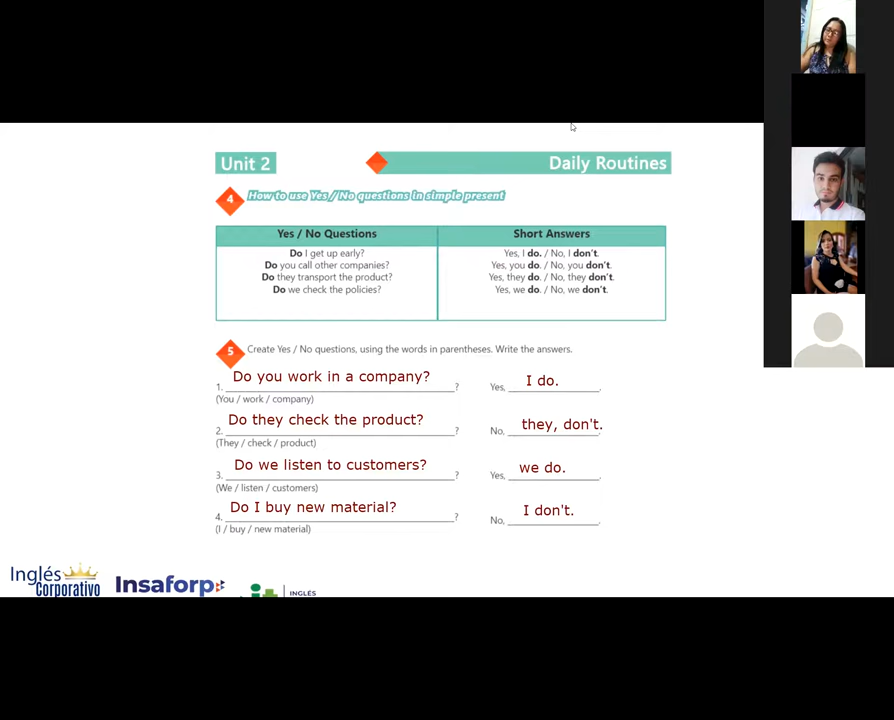 Unit 2
Daily Routines
4 How to use Yes / No questions in simple present
Yes / No Questions
Short Answers
Do I get up early?
Yes, I do. / No, I don't.
Do you call other companies?
Yes, you do. / No, you don't.
Do they transport the product?
Yes, they do. / No, they don't.
Do we check the policies?
Yes, we do. / No, we don't.
5 Create Yes / No questions, using the words in parentheses. Write the answers.
1. Do you work in a company? ?
Yes, I do. .
(You / work / company)
2. Do they check the product? ?
No, they, don't. .
(They / check / product)
3. Do we listen to customers? ?
Yes, we do. .
(We / listen / customers)
4. Do I buy new material? ?
No, I don't. .
(I / buy / new material)
Inglés
Corporativo
Insaforp
INGLÉS